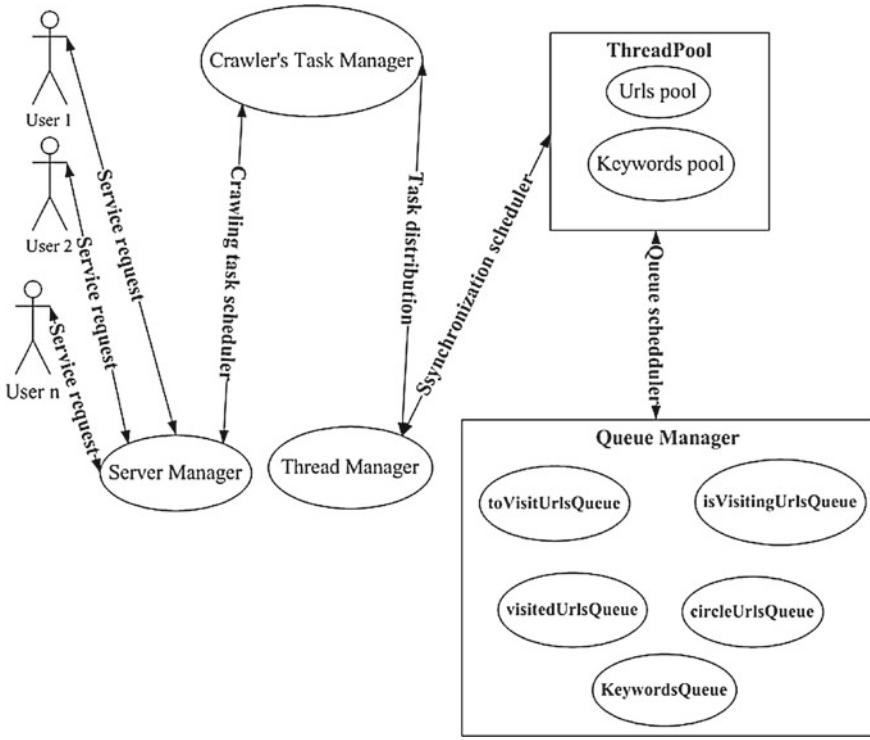 User 1
User 2
User n
Service request
Service request
Service request
Crawler's Task Manager
Crawling task scheduler
Task distribution
Server Manager
Thread Manager
Ssynchronization scheduler
ThreadPool
Urls pool
Keywords pool
Queue schedduler
Queue Manager
toVisitUrlsQueue
isVisitingUrlsQueue
visitedUrlsQueue
circleUrlsQueue
KeywordsQueue